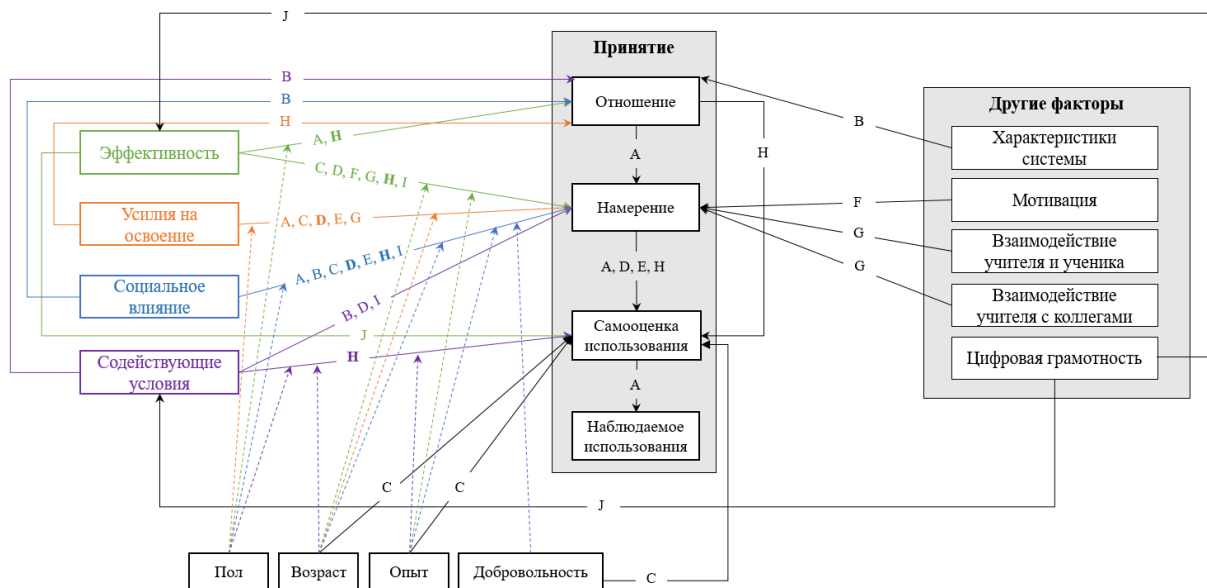 J
Принятие
B
B
H
Отношение
Другие факторы
Характеристики
системы
B
Эффективность
A, H
A
H
C, D, F, G, H, I
Усилия на
освоение
A, C, D, E, G
Намерение
F
Мотивация
G
Взаимодействие
учителя и ученика
G
A, B, C, D, E, H, I
A, D, E, H
Социальное
влияние
Взаимодействие
учителя с коллегами
B, D, I
J
Самооценка
использования
Цифровая грамотность
H
Содействующие
условия
A
Наблюдаемое
использования
C
C
J
Пол
Возраст
Опыт
Добровольность
C